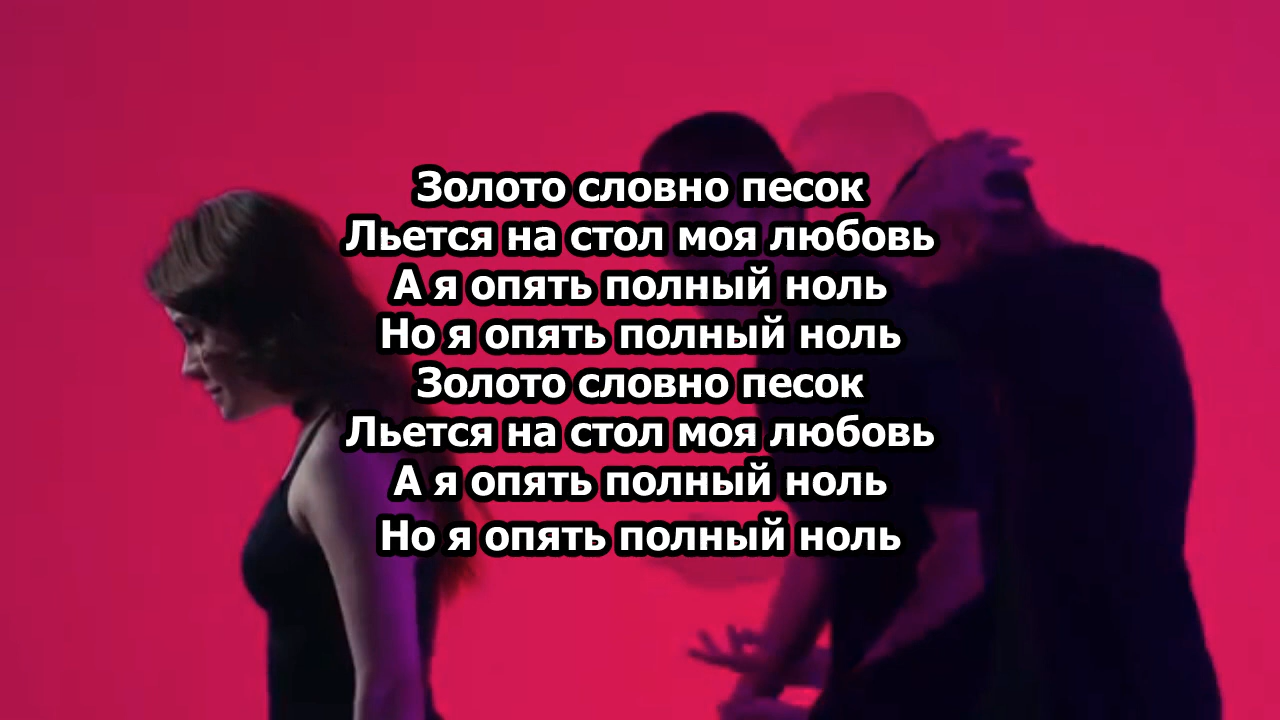 Золото словно песок
Льется на стол моя любовь
А я опять полный ноль
Но я опять полный ноль
Золото словно песок
Льется на стол моя любовь
А я опять полный ноль
Но я опять полный ноль